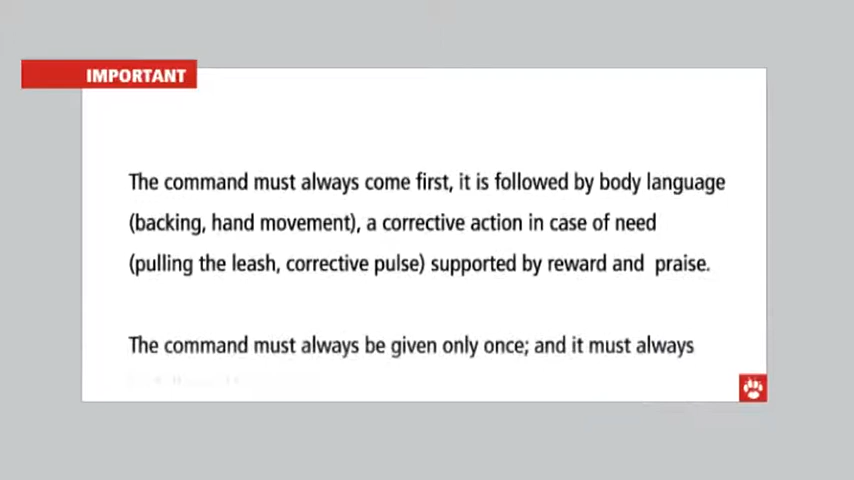 IMPORTANT
The command must always come first, it is followed by body language
(backing, hand movement), a corrective action in case of need
(pulling the leash, corrective pulse) supported by reward and praise.
The command must always be given only once; and it must always